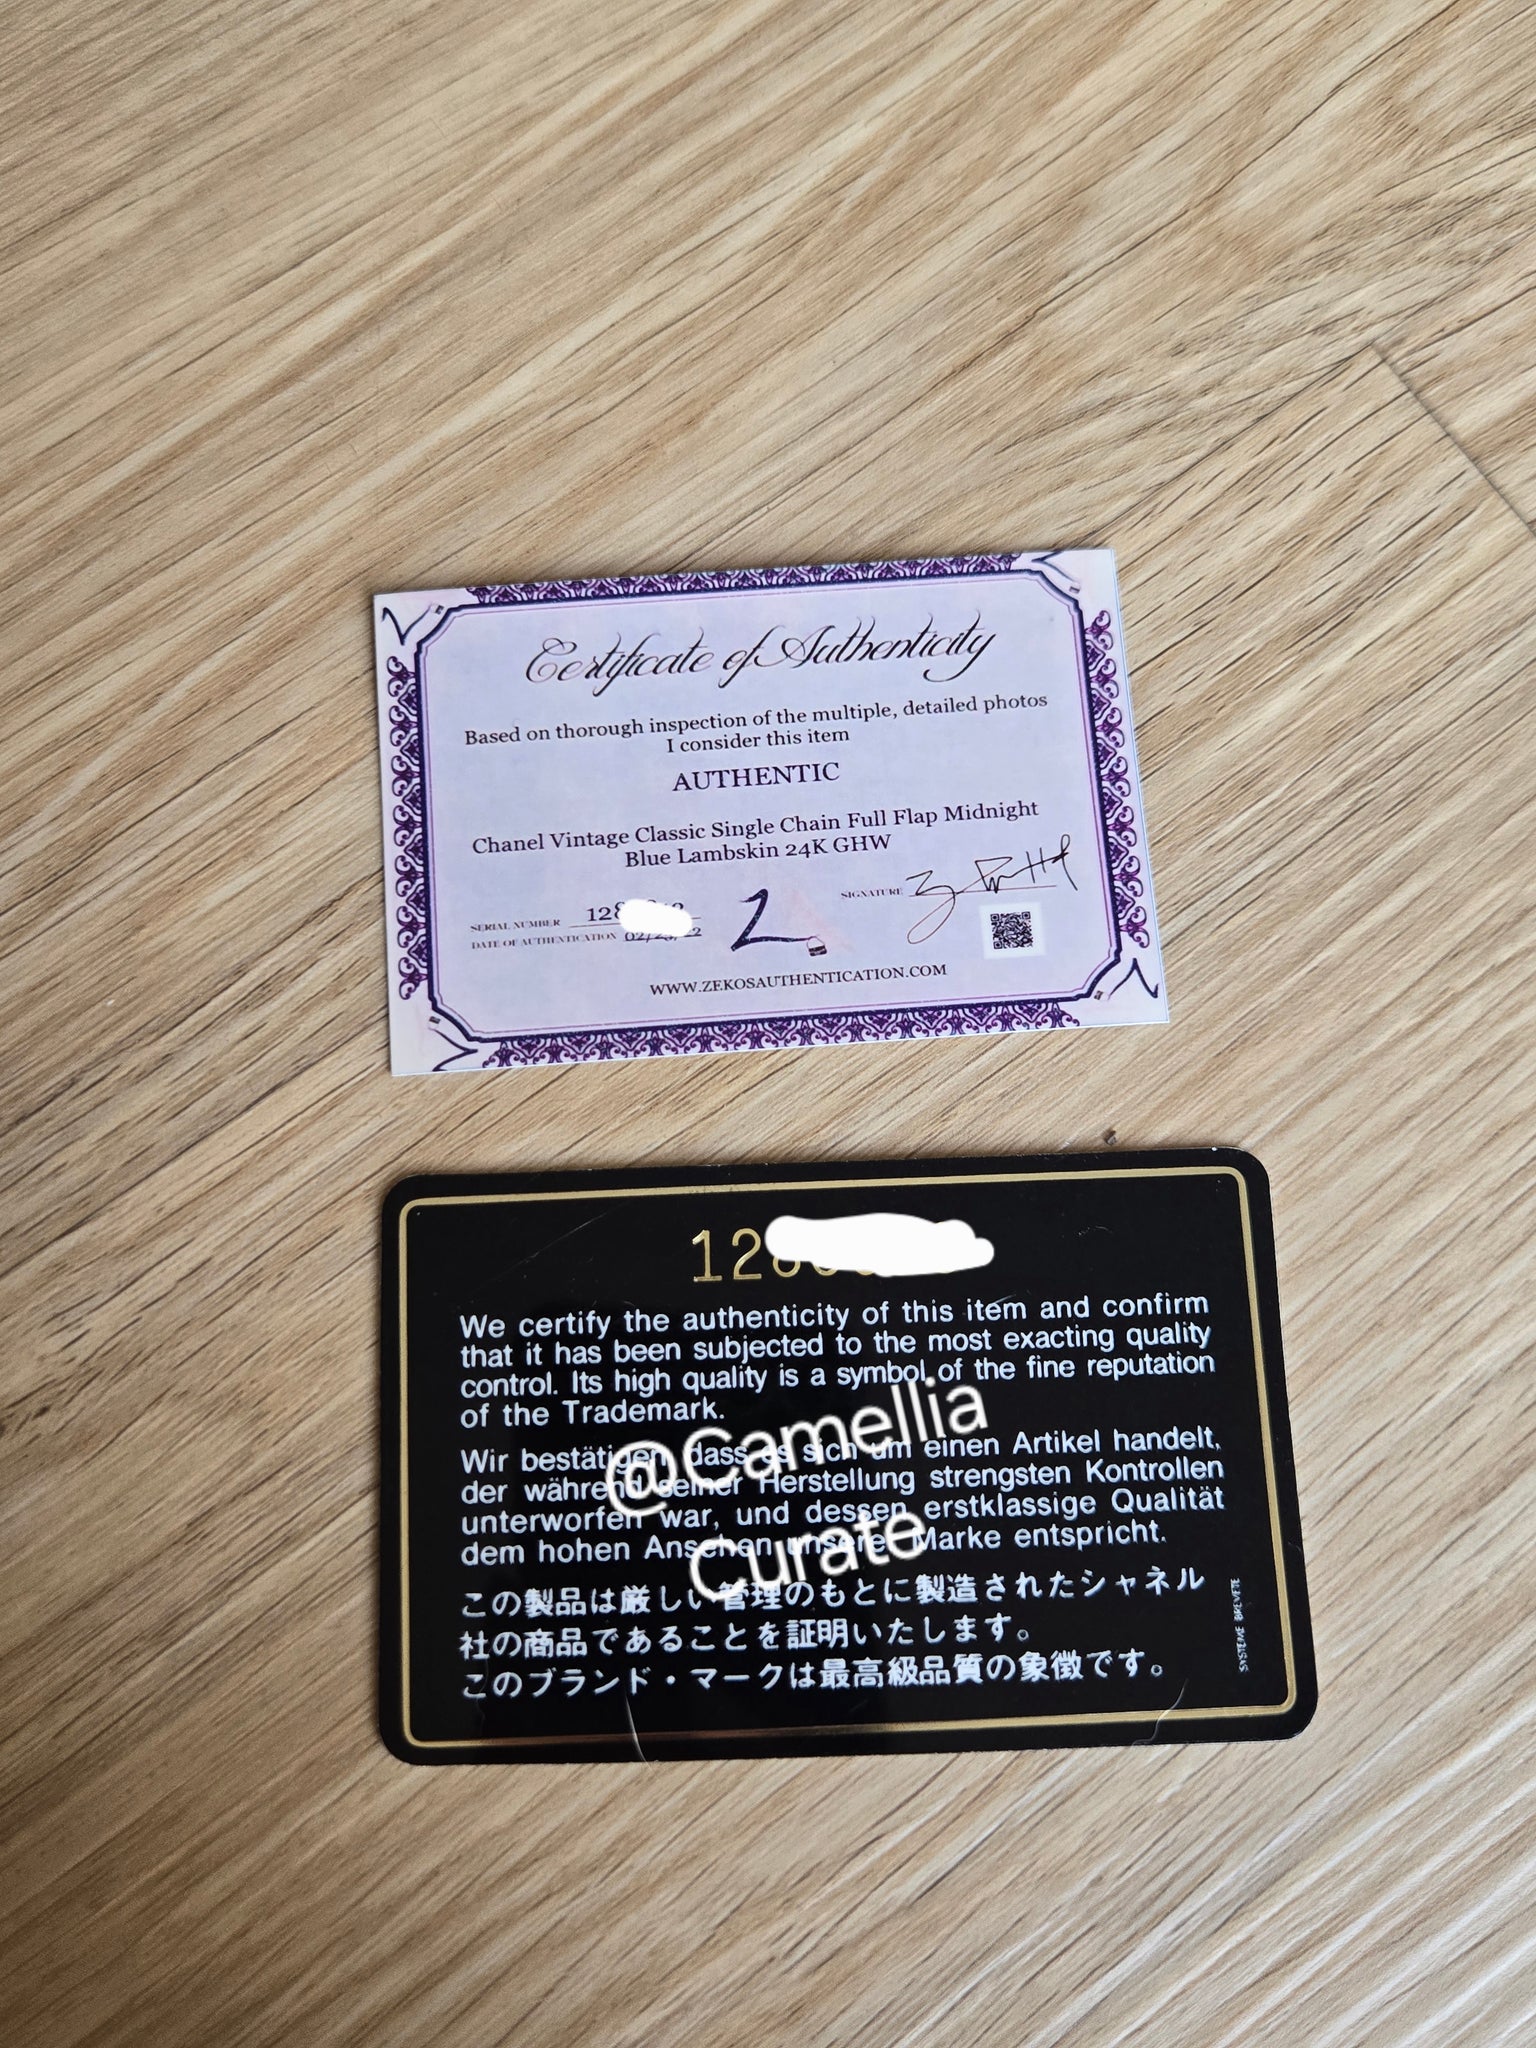 Certificate of Authenticity
Based on thorough inspection of the multiple, detailed photos
I consider this item
AUTHENTIC
Chanel Vintage Classic Single Chain Full Flap Midnight
Blue Lambskin 24K GHW
SERIAL NUMBER
DATE OF AUTHENTICATION
SIGNATURE
WWW.ZEKOSAUTHENTICATION.COM
We certify the authenticity of this item and confirm
that it has been subjected to the most exacting quality
control. Its high quality is a symbol of the fine reputation
of the Trademark.
Wir bestätigen dass es sich um einen Artikel handelt,
der während seiner Herstellung strengsten Kontrollen
unterworfen war, und dessen erstklassige Qualität
dem hohen Ansehen unserer Marke entspricht.
この製品は厳しい管理のもとに製造されたシャネル
社の商品であることを証明いたします。
このブランド・マークは最高級品質の象徴です。
SYSTEME BREVETE
@Camellia
Curate